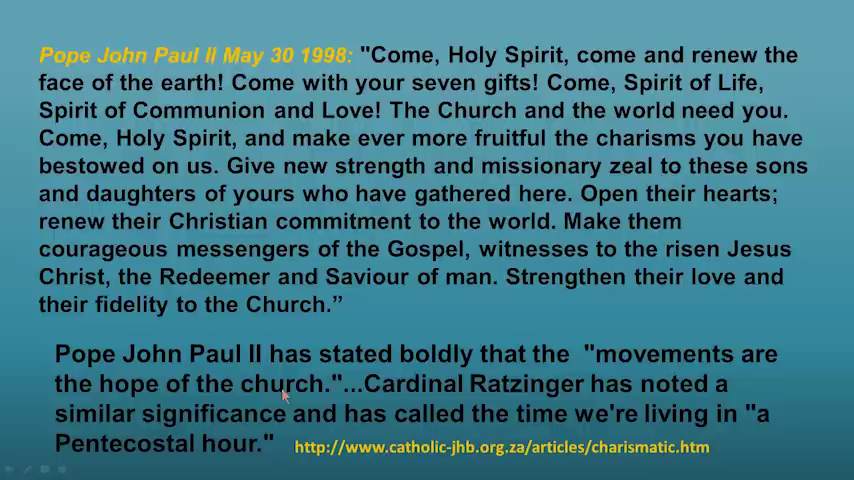 Pope John Paul II May 30 1998: "Come, Holy Spirit, come and renew the
face of the earth! Come with your seven gifts! Come, Spirit of Life,
Spirit of Communion and Love! The Church and the world need you.
Come, Holy Spirit, and make ever more fruitful the charisms you have
bestowed on us. Give new strength and missionary zeal to these sons
and daughters of yours who have gathered here. Open their hearts;
renew their Christian commitment to the world. Make them
courageous messengers of the Gospel, witnesses to the risen Jesus
Christ, the Redeemer and Saviour of man. Strengthen their love and
their fidelity to the Church.”
Pope John Paul II has stated boldly that the "movements are
the hope of the church."...Cardinal Ratzinger has noted a
similar significance and has called the time we're living in "a
Pentecostal hour." http://www.catholic-jhb.org.za/articles/charismatic.htm